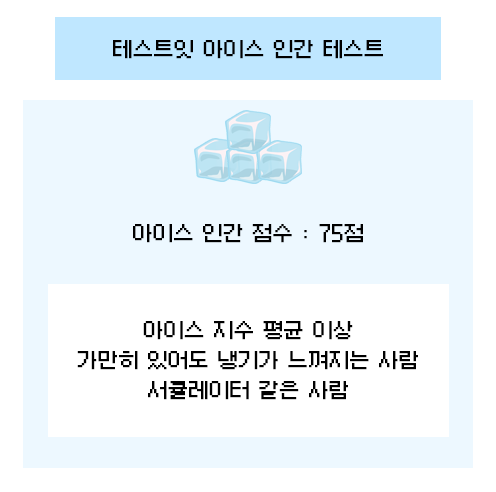 테스트잇 아이스 인간 테스트
아이스 인간 점수 : 75점
아이스 지수 평균 이상
가만히 있어도 냉기가 느껴지는 사람
서큘레이터 같은 사람